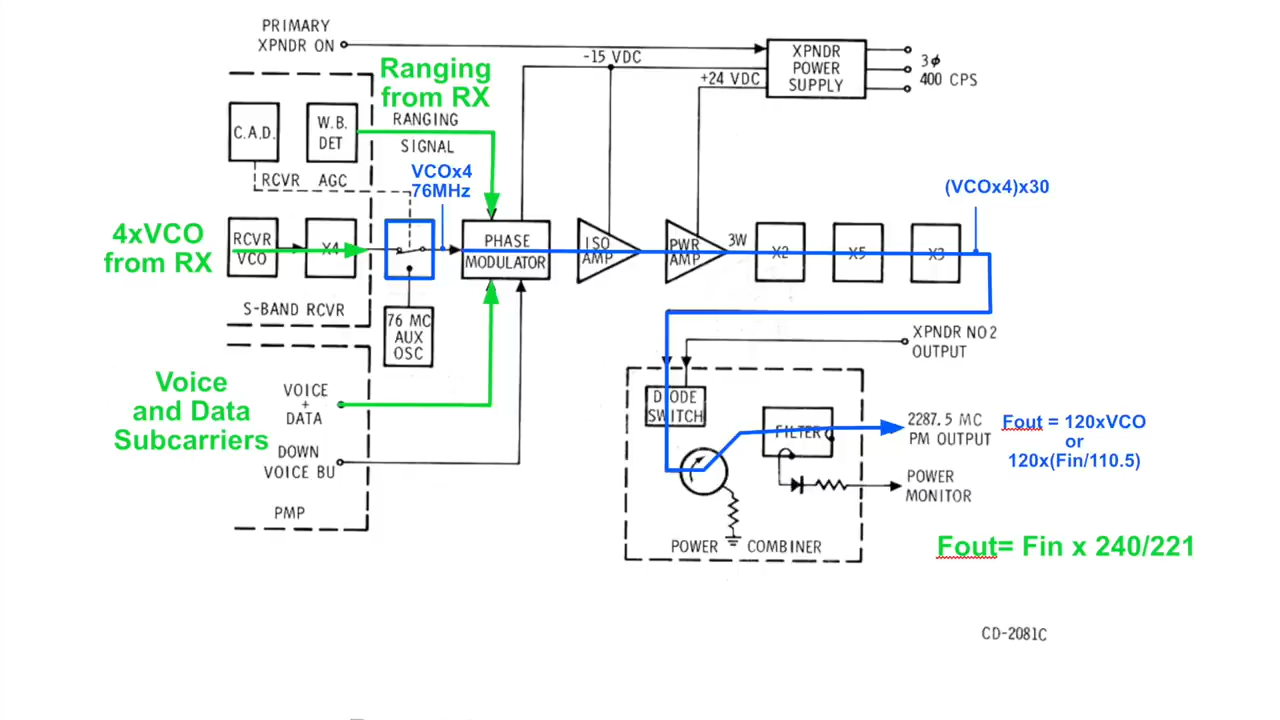 PRIMARY
XPNDR ON
-15 VDC
+24 VDC
XPNDR
POWER
SUPPLY
3ϕ
400 CPS
Ranging
from RX
RANGING
SIGNAL
C.A.D.
W.B.
DET
RCVR AGC
VCOx4
76MHz
(VCOx4)x30
4xVCO
from RX
RCVR
VCO
X4
PHASE
MODULATOR
ISO
AMP
PWR
AMP
3W
X2
X5
X3
S-BAND RCVR
76 MC
AUX
OSC
XPNDR NO2
OUTPUT
Voice
and Data
Subcarriers
VOICE
+
DATA
DOWN
VOICE BU
PMP
DIODE
SWITCH
FILTER
2287.5 MC
PM OUTPUT
Fout = 120xVCO
or
120x(Fin/110.5)
POWER
MONITOR
POWER COMBINER
Fout= Fin x 240/221
CD-2081C